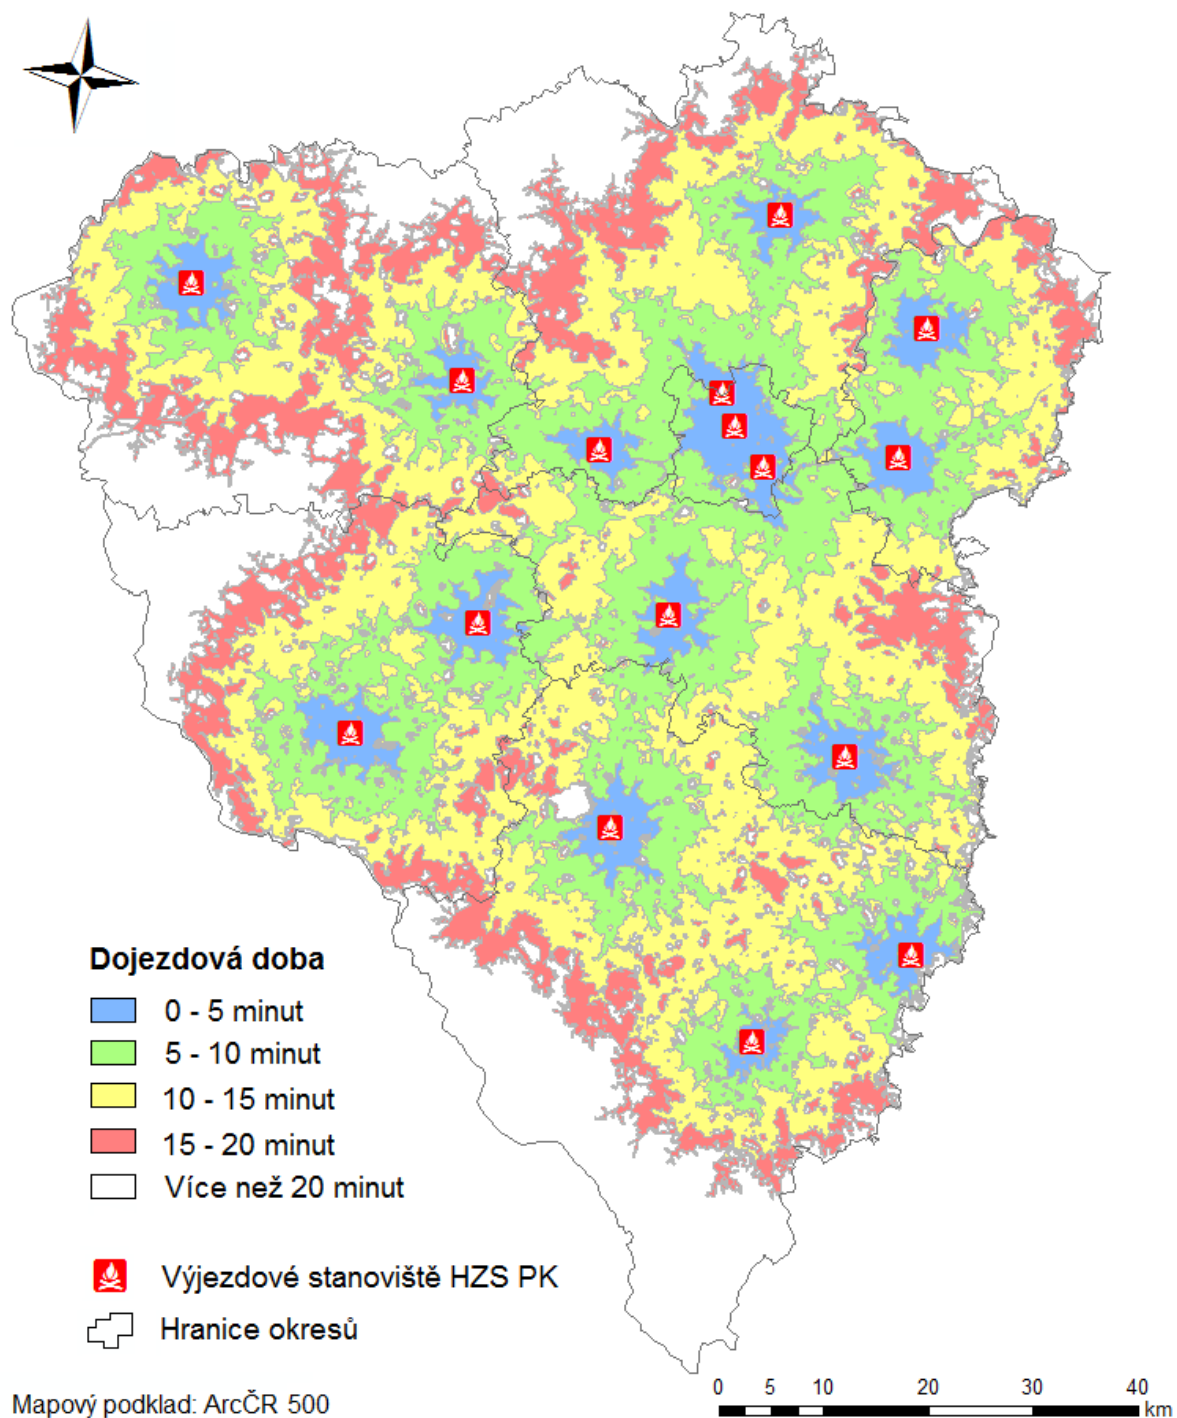 Dojezdová doba
0 - 5 minut
5 - 10 minut
10 - 15 minut
15 - 20 minut
Více než 20 minut
Výjezdové stanoviště HZS PK
Hranice okresů
Mapový podklad: ArcČR 500
0 5 10 20 30 40
km